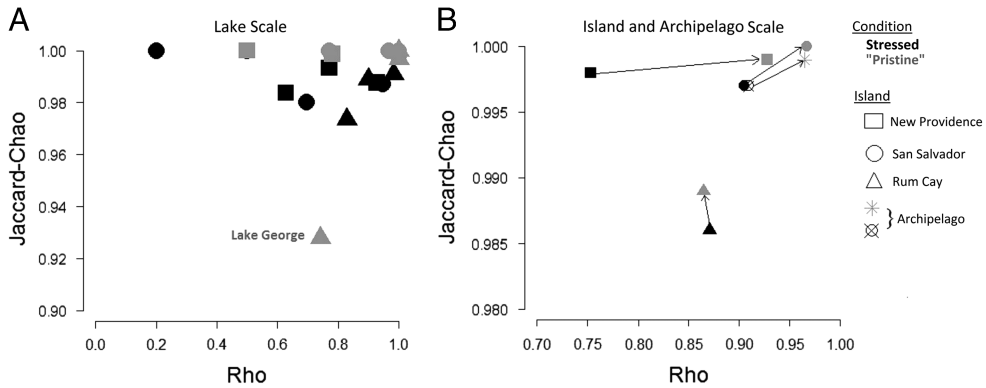 A
Lake Scale
Jaccard-Chao
1.00
0.98
0.96
0.94
0.92
0.90
Lake George
0.0
0.2
0.4
0.6
0.8
1.0
Rho
B
Island and Archipelago Scale
Jaccard-Chao
1.000
0.995
0.990
0.985
0.980
0.70
0.75
0.80
0.85
0.90
0.95
1.00
Rho
Condition
Stressed
"Pristine"
Island
New Providence
San Salvador
Rum Cay
Archipelago